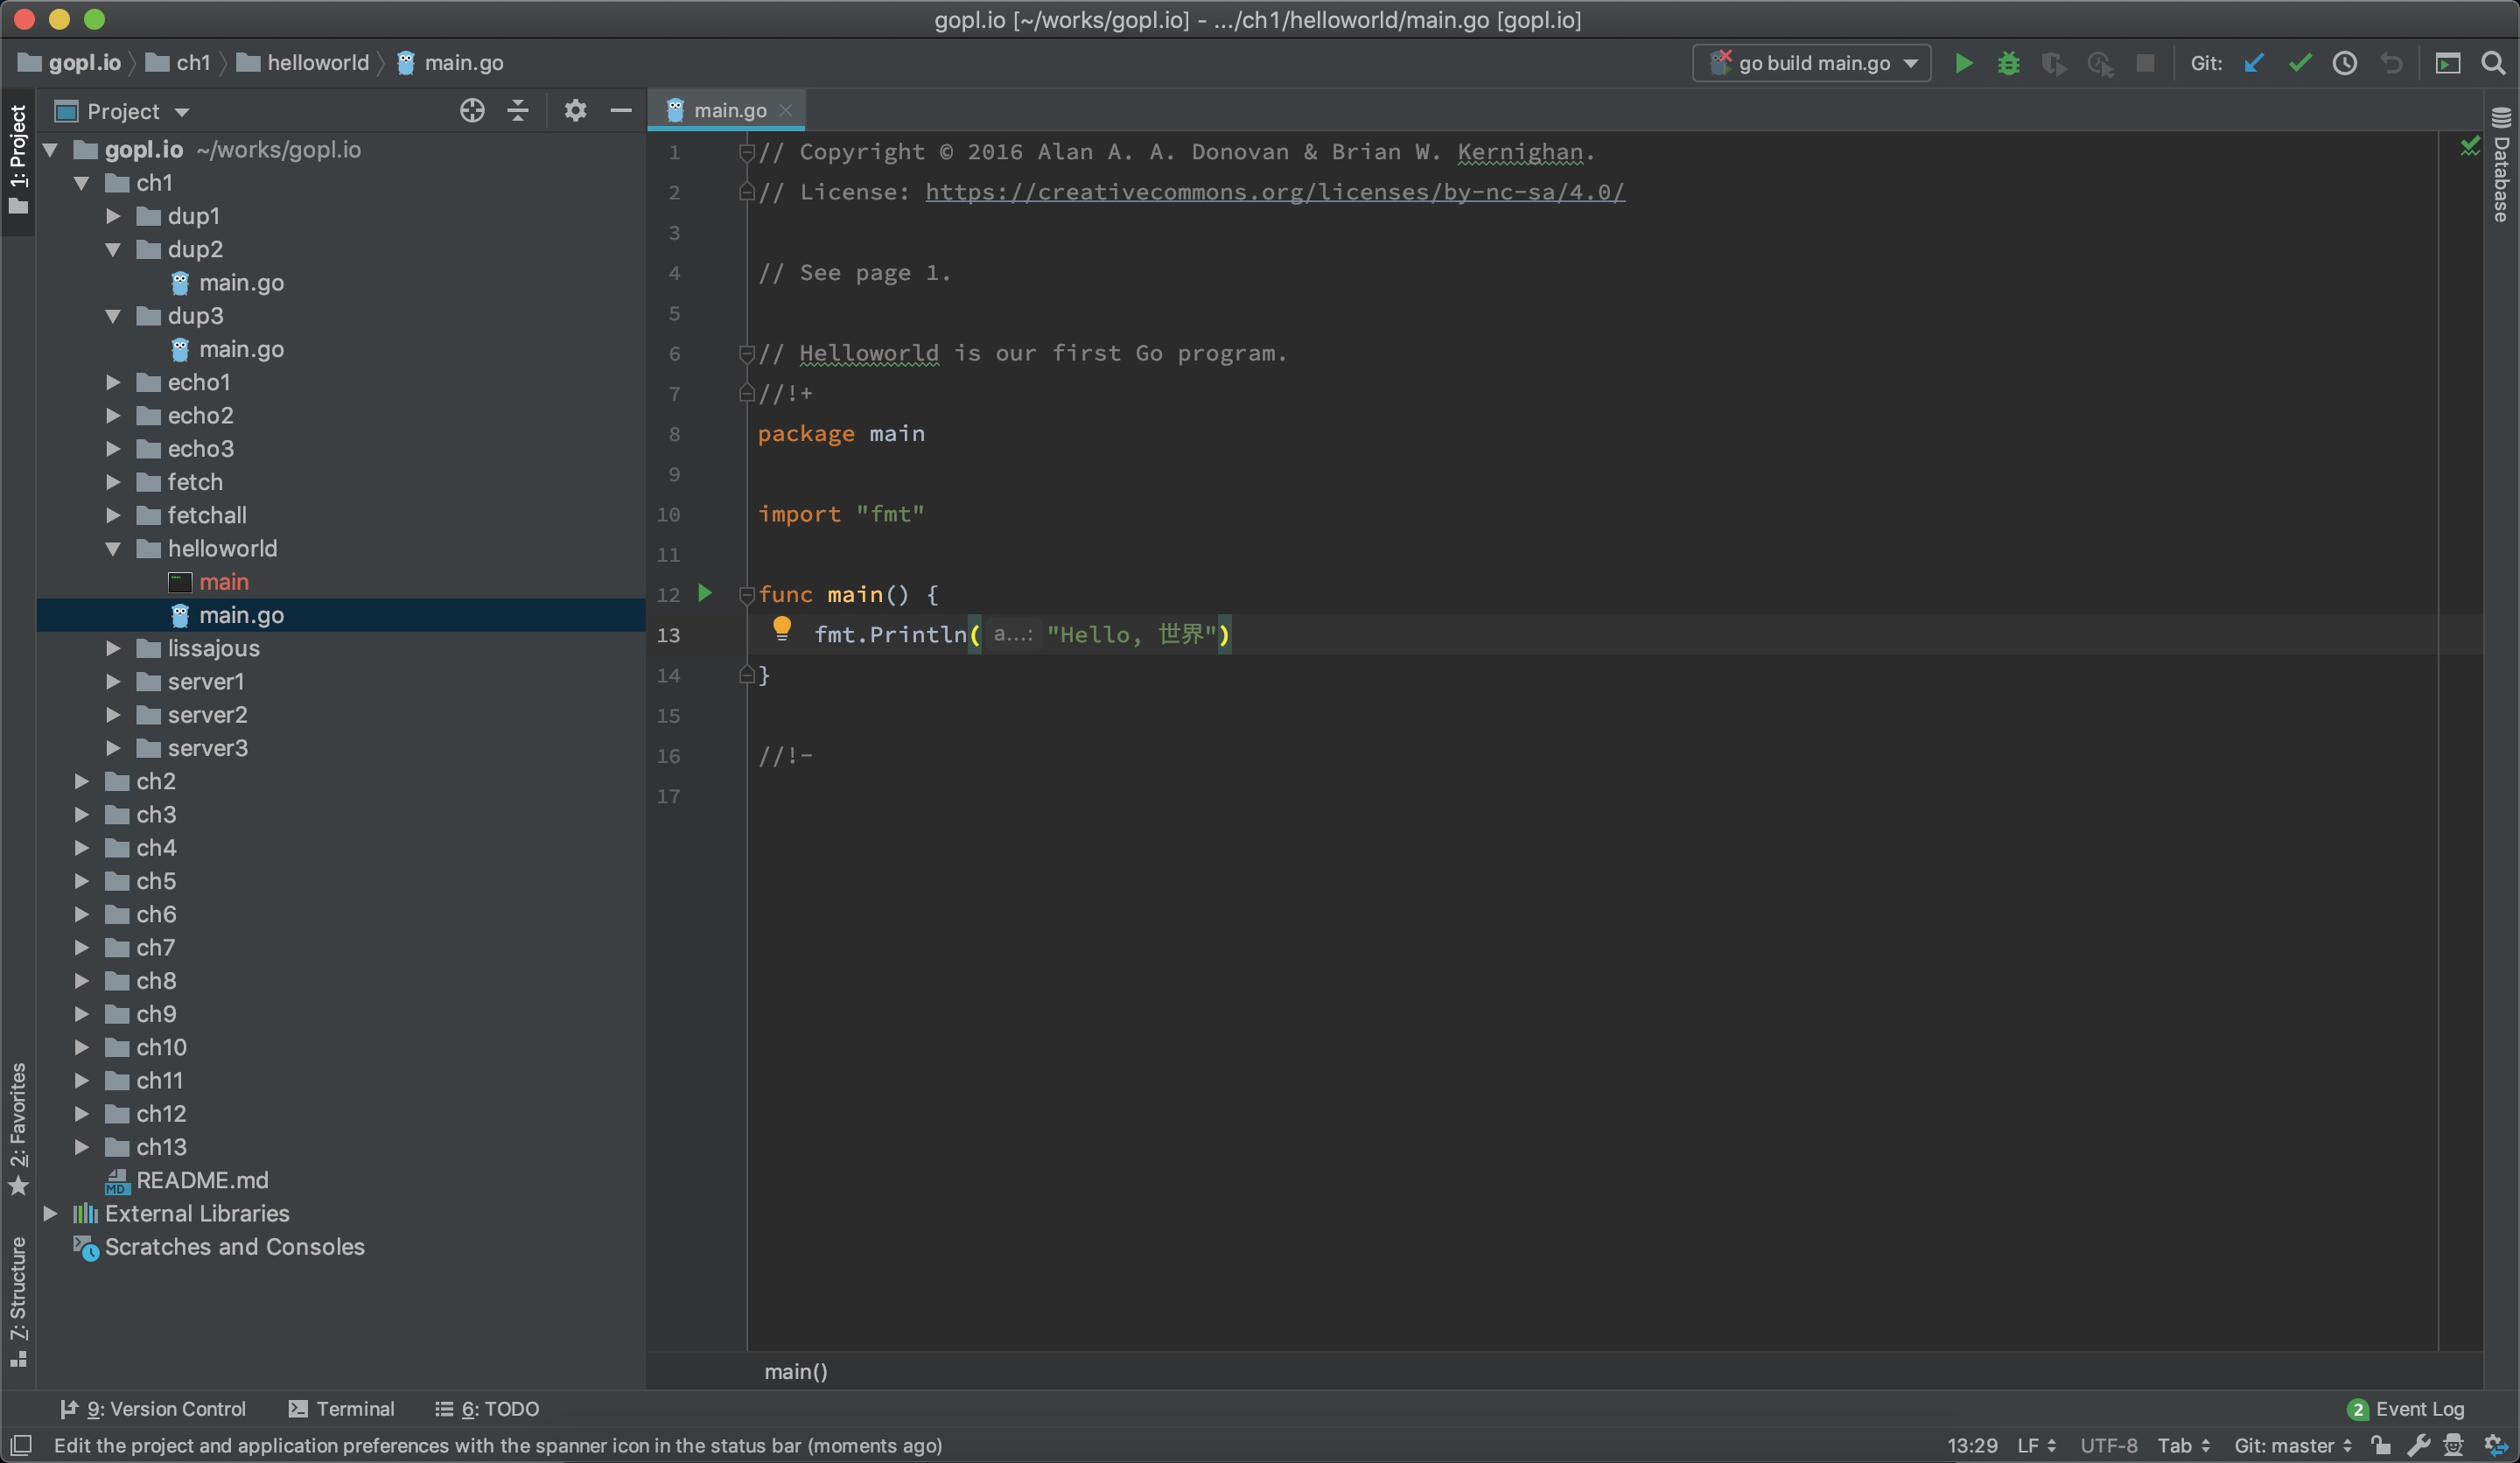 gopl.io [~/works/gopl.io] - .../ch1/helloworld/main.go [gopl.io]
gopl.io ch1 helloworld main.go
go build main.go
Git:
1: Project
Project
gopl.io ~/works/gopl.io
ch1
dup1
dup2
main.go
dup3
main.go
echo1
echo2
echo3
fetch
fetchall
helloworld
main
main.go
lissajous
server1
server2
server3
ch2
ch3
ch4
ch5
ch6
ch7
ch8
ch9
ch10
ch11
ch12
ch13
MD README.md
External Libraries
Scratches and Consoles
2: Favorites
7: Structure
main.go
1 // Copyright © 2016 Alan A. A. Donovan & Brian W. Kernighan.
2 // License: https://creativecommons.org/licenses/by-nc-sa/4.0/
3
4 // See page 1.
5
6 // Helloworld is our first Go program.
7 //!+
8 package main
9
10 import "fmt"
11
12 func main() {
13 fmt.Println( a...: "Hello, 世界")
14 }
15
16 //!-
17
main()
Database
9: Version Control
Terminal
6: TODO
2 Event Log
Edit the project and application preferences with the spanner icon in the status bar (moments ago)
13:29 LF UTF-8 Tab Git: master